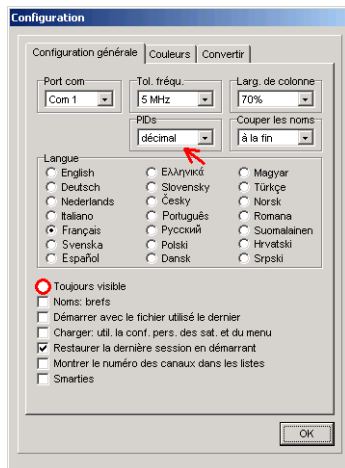 Configuration
Configuration générale Couleurs Convertir
Port com Tol. fréqu. Larg. de colonne
Com 1 5 MHz 70%
PIDs Couper les noms
décimal à la fin
Langue
English Ελληνικά Magyar
Deutsch Slovensky Türkçe
Nederlands Česky Norsk
Italiano Português Romana
Français Русский Suomalainen
Svenska Polski Hrvatski
Español Dansk Srpski
Toujours visible
Noms: brefs
Démarrer avec le fichier utilisé le dernier
Charger: util. la conf. pers. des sat. et du menu
Restaurer la dernière session en démarrant
Montrer le numéro des canaux dans les listes
Smarties
OK